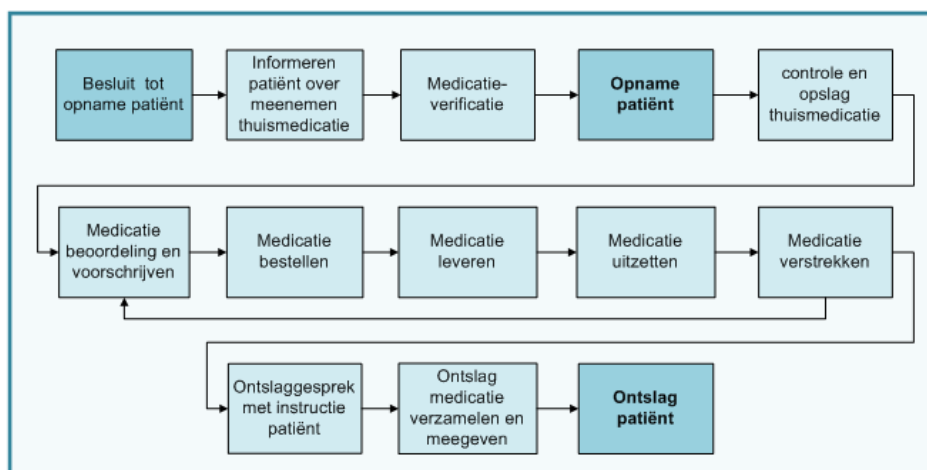 Besluit tot
opname patiënt
Informeren
patiënt over
meenemen
thuismedicatie
Medicatie-
verificatie
Opname
patiënt
controle en
opslag
thuismedicatie
Medicatie
beoordeling en
voorschrijven
Medicatie
bestellen
Medicatie
leveren
Medicatie
uitzetten
Medicatie
verstrekken
Ontslaggesprek
met instructie
patiënt
Ontslag
medicatie
verzamelen en
meegeven
Ontslag
patiënt